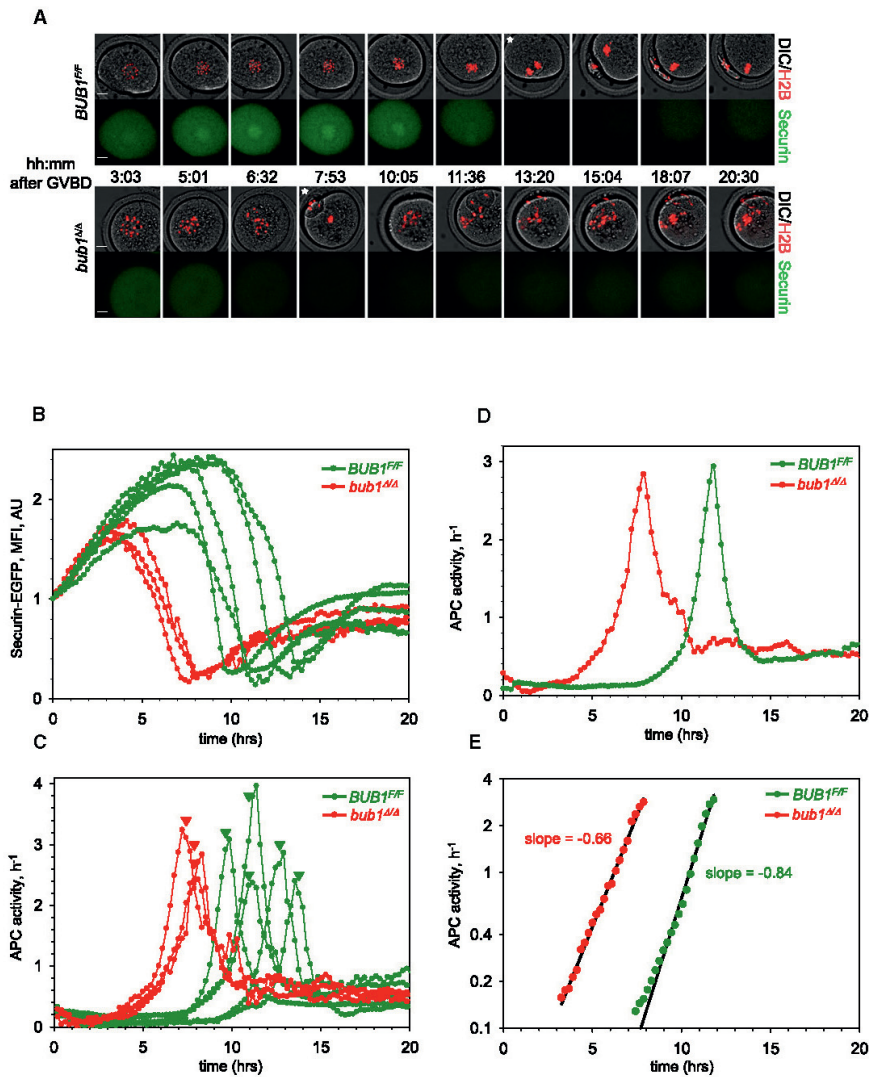 A
BUB1F/F
DIC/H2B
Securin
hh:mm
after GVBD
3:03 5:01 6:32 7:53 10:05 11:36 13:20 15:04 18:07 20:30
bub1Δ/Δ
DIC/H2B
Securin
B
Securin-EGFP, MFI, AU
2
1
0
BUB1F/F
bub1Δ/Δ
0 5 10 15 20
time (hrs)
D
APC activity, h-1
3
2
1
0
BUB1F/F
bub1Δ/Δ
0 5 10 15 20
time (hrs)
C
APC activity, h-1
4
3
2
1
0
BUB1F/F
bub1Δ/Δ
0 5 10 15 20
time (hrs)
E
APC activity, h-1
4
2
1
0.4
0.2
0.1
BUB1F/F
bub1Δ/Δ
slope = -0.66
slope = -0.84
0 5 10 15 20
time (hrs)